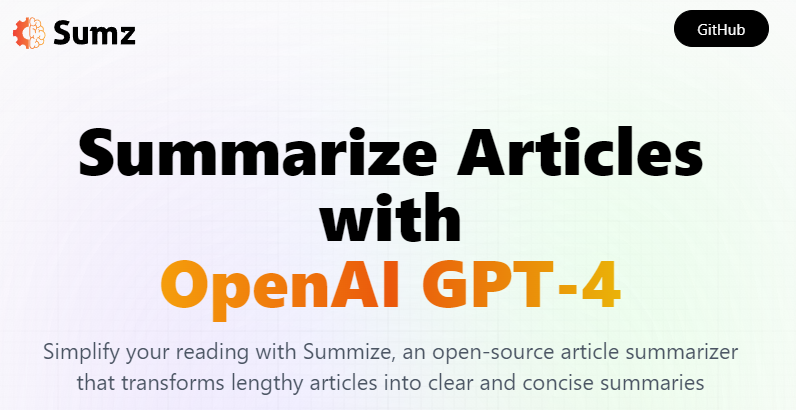 Sumz
GitHub
Summarize Articles
with
OpenAI GPT-4
Simplify your reading with Summize, an open-source article summarizer
that transforms lengthy articles into clear and concise summaries